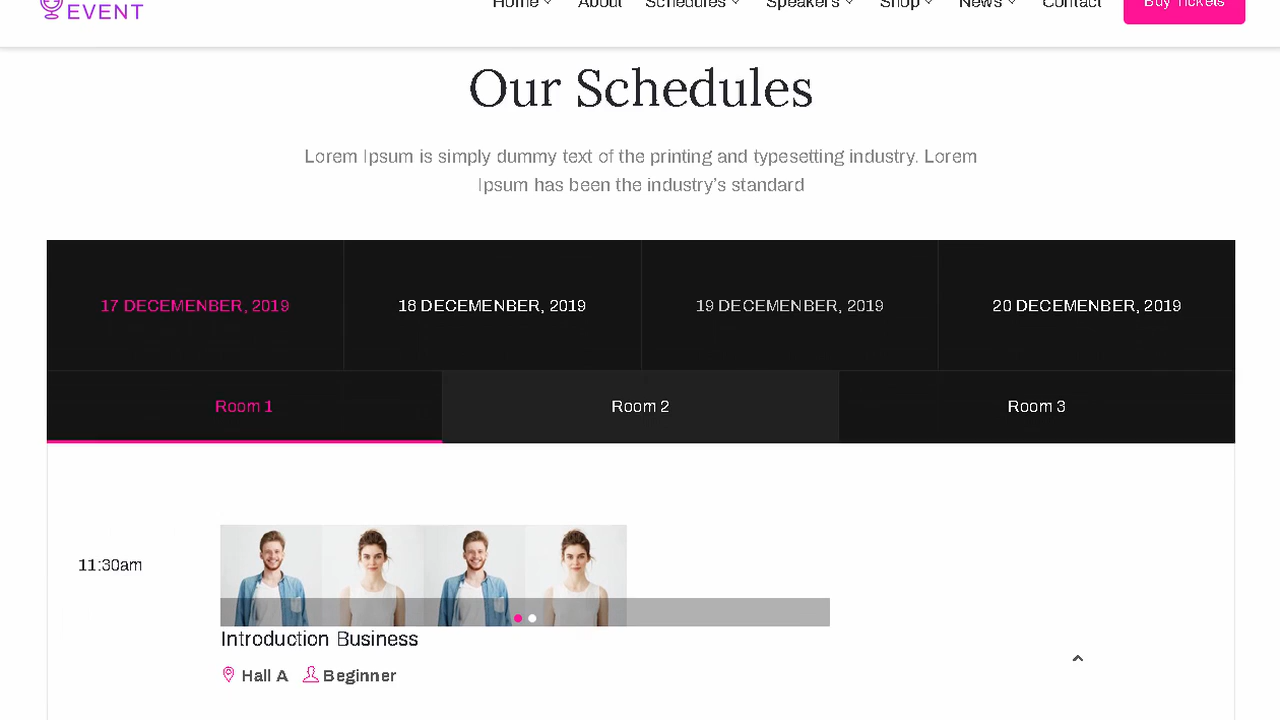 EVENT
Home About Schedules Speakers Shop News Contact Buy Tickets
Our Schedules
Lorem Ipsum is simply dummy text of the printing and typesetting industry. Lorem
Ipsum has been the industry's standard
17 DECEMENBER, 2019 18 DECEMENBER, 2019 19 DECEMENBER, 2019 20 DECEMENBER, 2019
Room 1 Room 2 Room 3
11:30am
Introduction Business
Hall A Beginner